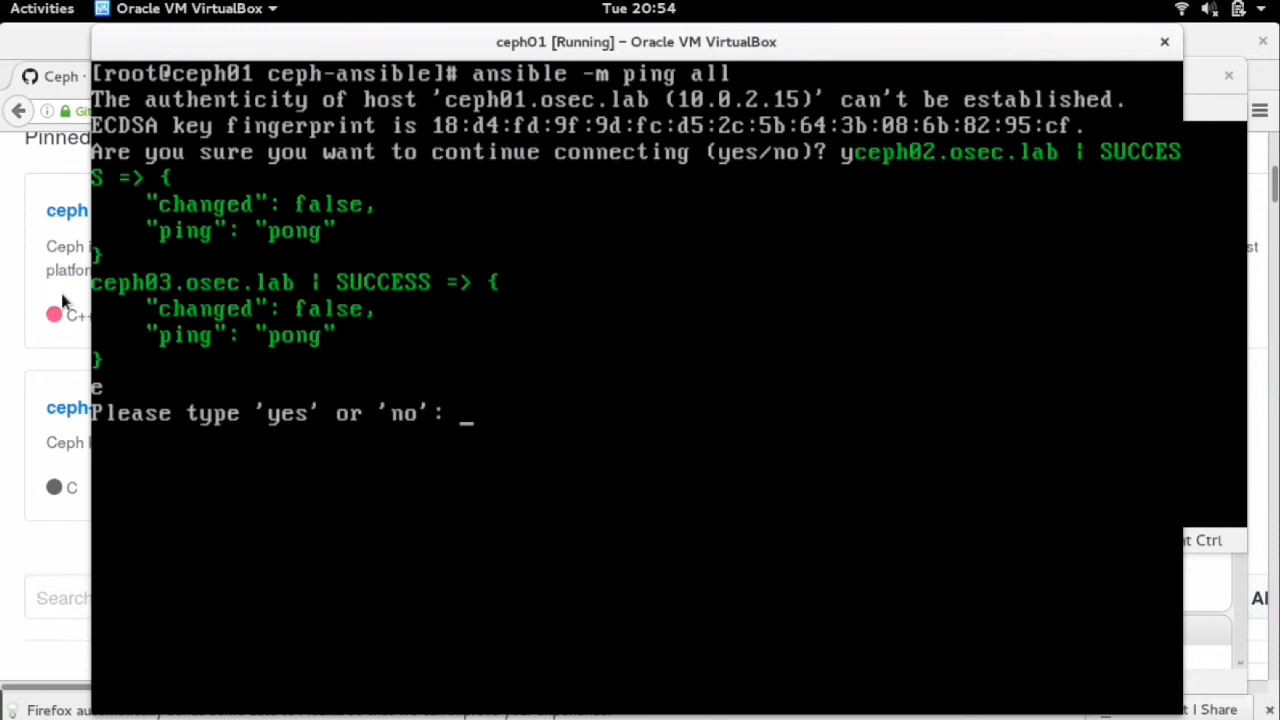 Activities Oracle VM VirtualBox Tue 20:54
ceph01 [Running] – Oracle VM VirtualBox
Ceph ·
Pinned
ceph
Ceph
platfor
C++
ceph
Ceph
C
Search
[root@ceph01 ceph-ansible]# ansible -m ping all
The authenticity of host 'ceph01.osec.lab (10.0.2.15)' can't be established.
ECDSA key fingerprint is 18:d4:fd:9f:9d:fc:d5:2c:5b:64:3b:08:6b:82:95:cf.
Are you sure you want to continue connecting (yes/no)? yceph02.osec.lab | SUCCES
S => {
    "changed": false,
    "ping": "pong"
}
ceph03.osec.lab | SUCCESS => {
    "changed": false,
    "ping": "pong"
}
e
Please type 'yes' or 'no': _
st
t Ctrl
t I Share
Firefox